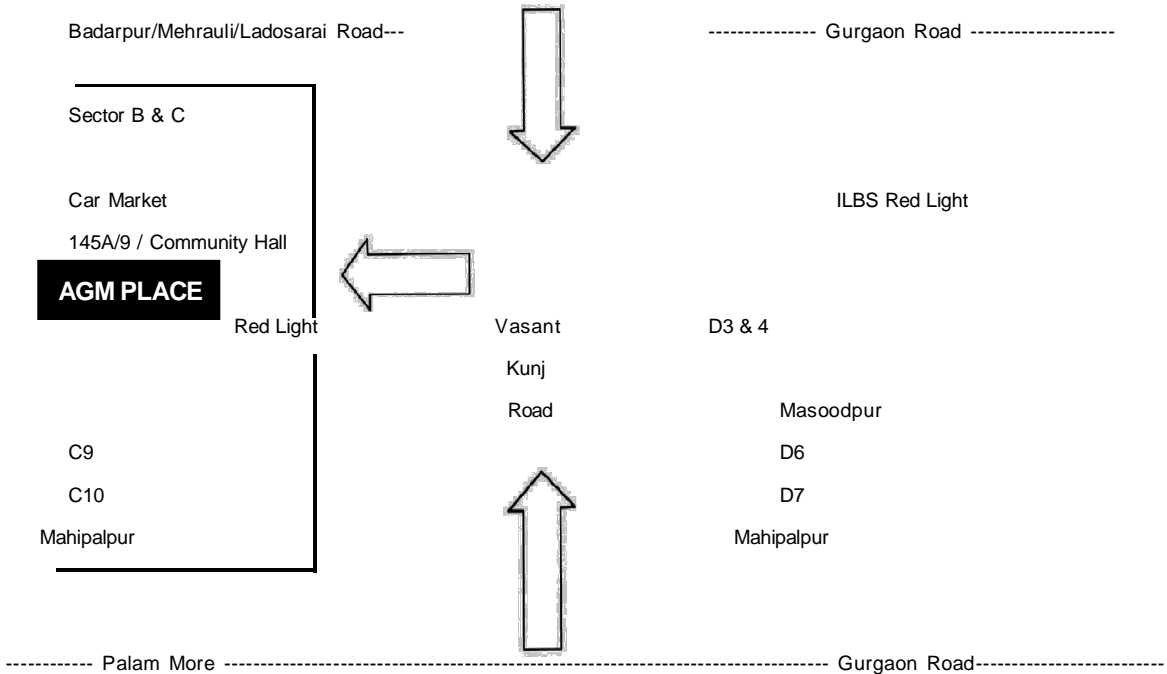 Badarpur/Mehrauli/Ladosarai Road--- --------------- Gurgaon Road --------------------
Sector B & C
Car Market ILBS Red Light
145A/9 / Community Hall
AGM PLACE
Red Light Vasant D3 & 4
Kunj
Road Masoodpur
C9 D6
C10 D7
Mahipalpur Mahipalpur
------------ Palam More ------------------------------------------------------------------------------------ Gurgaon Road--------------------------